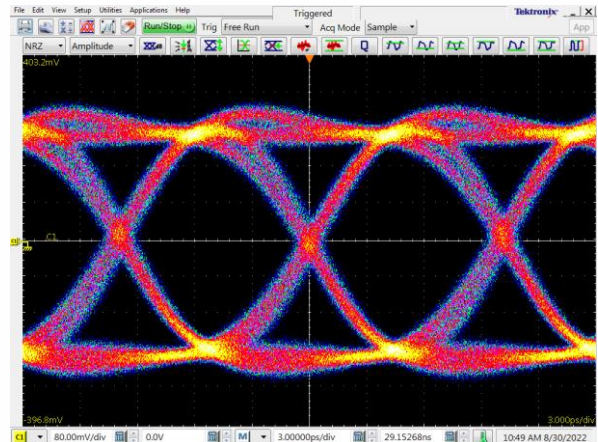 File Edit View Setup Utilities Applications Help Triggered Tektronix
Run/Stop Trig Free Run Acq Mode Sample App
NRZ Amplitude Q
403.2mV
C1
C1
-396.8mV 3.000ps/div
C1 80.00mV/div 0.0V M 3.00000ps/div 29.15268ns 10:49 AM 8/30/2022